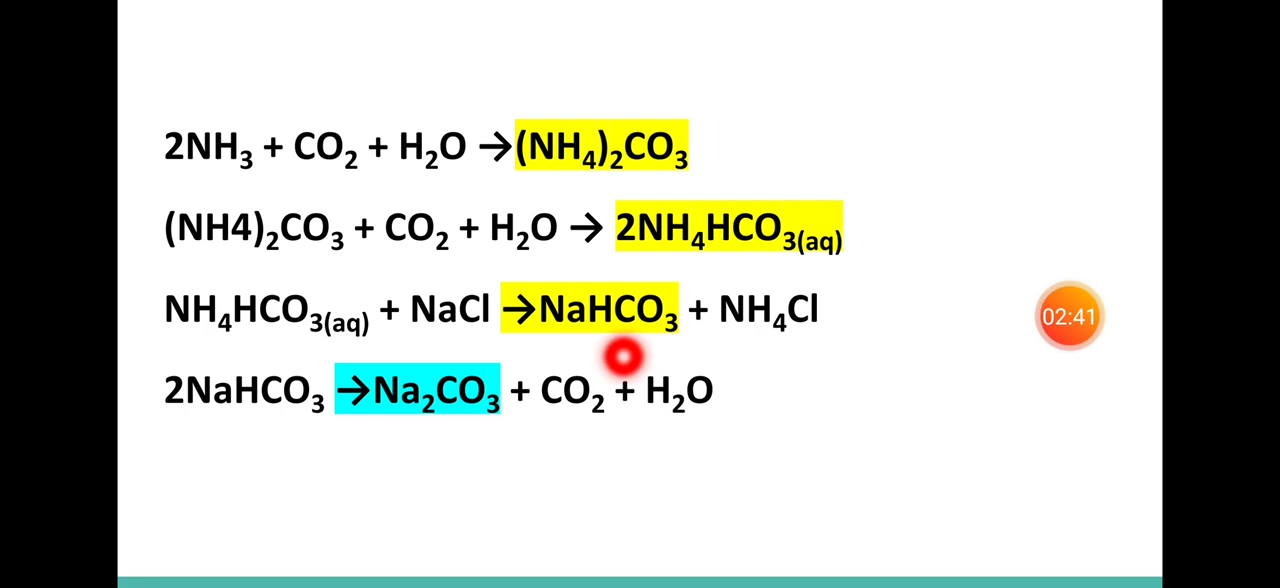 2NH₃ + CO₂ + H₂O →(NH₄)₂CO₃
(NH4)₂CO₃ + CO₂ + H₂O → 2NH₄HCO₃₍aq₎
NH₄HCO₃₍aq₎ + NaCl →NaHCO₃ + NH₄Cl
02:41
2NaHCO₃ →Na₂CO₃ + CO₂ + H₂O